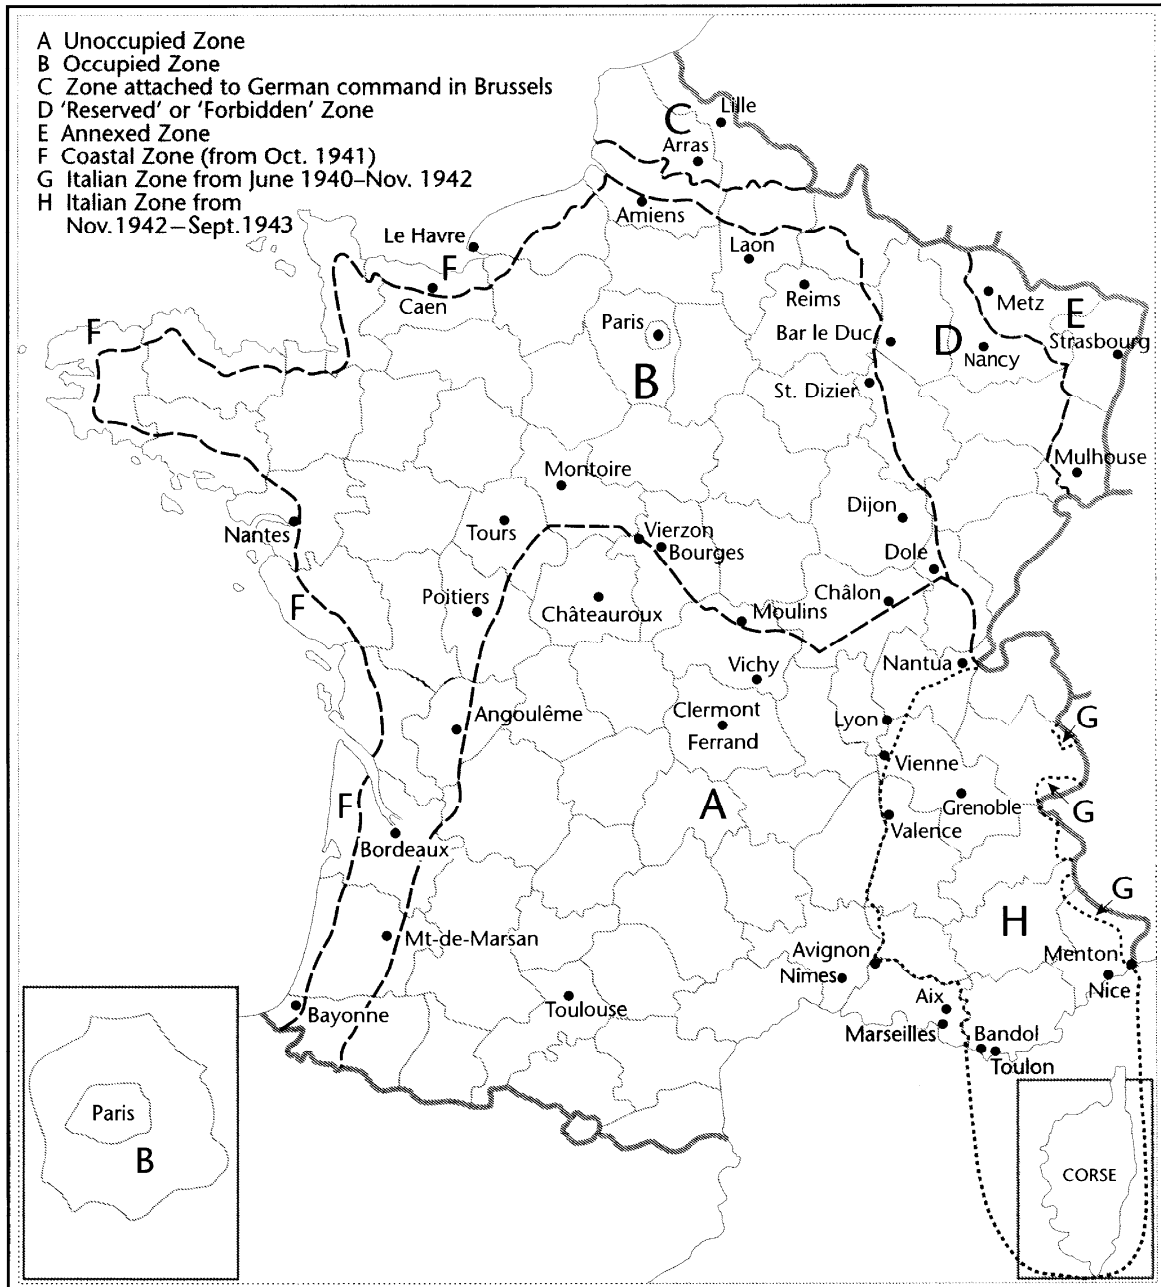 A Unoccupied Zone
B Occupied Zone
C Zone attached to German command in Brussels
D ‘Reserved’ or ‘Forbidden’ Zone
E Annexed Zone
F Coastal Zone (from Oct. 1941)
G Italian Zone from June 1940–Nov. 1942
H Italian Zone from
Nov.1942–Sept.1943
Lille
C
Arras
Amiens
Le Havre
Laon
F
Caen
Reims
Metz
E
F
Paris
Bar le Duc
D
Nancy
Strasbourg
B
St. Dizier
Montoire
Mulhouse
Dijon
Nantes
Tours
Vierzon
Bourges
Dole
F
Poitiers
Châteauroux
Moulins
Châlon
Vichy
Nantua
Angoulême
Clermont
Ferrand
Lyon
G
Vienne
F
A
Grenoble
G
Valence
Bordeaux
G
H
Mt-de-Marsan
Avignon
Nimes
Menton
Nice
Bayonne
Toulouse
Aix
Marseilles
Bandol
Toulon
Paris
B
CORSE